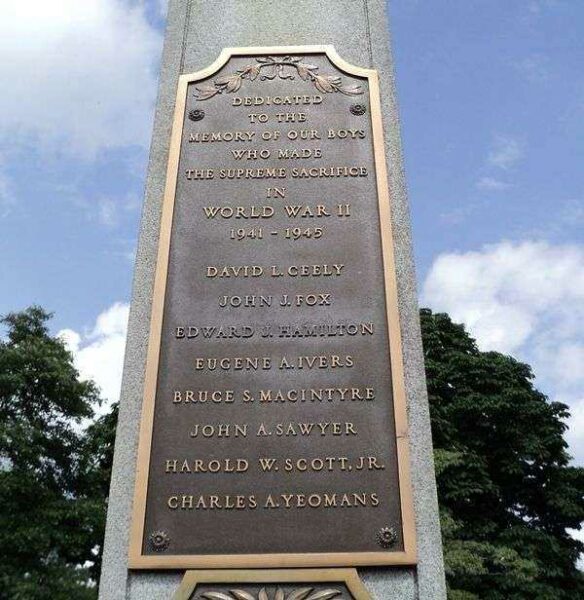 DEDICATED
TO THE
MEMORY OF OUR BOYS
WHO MADE
THE SUPREME SACRIFICE
IN
WORLD WAR II
1941 - 1945
DAVID L. CEELY
JOHN J. FOX
EDWARD J. HAMILTON
EUGENE A. IVERS
BRUCE S. MACINTYRE
JOHN A. SAWYER
HAROLD W. SCOTT, JR.
CHARLES A. YEOMANS